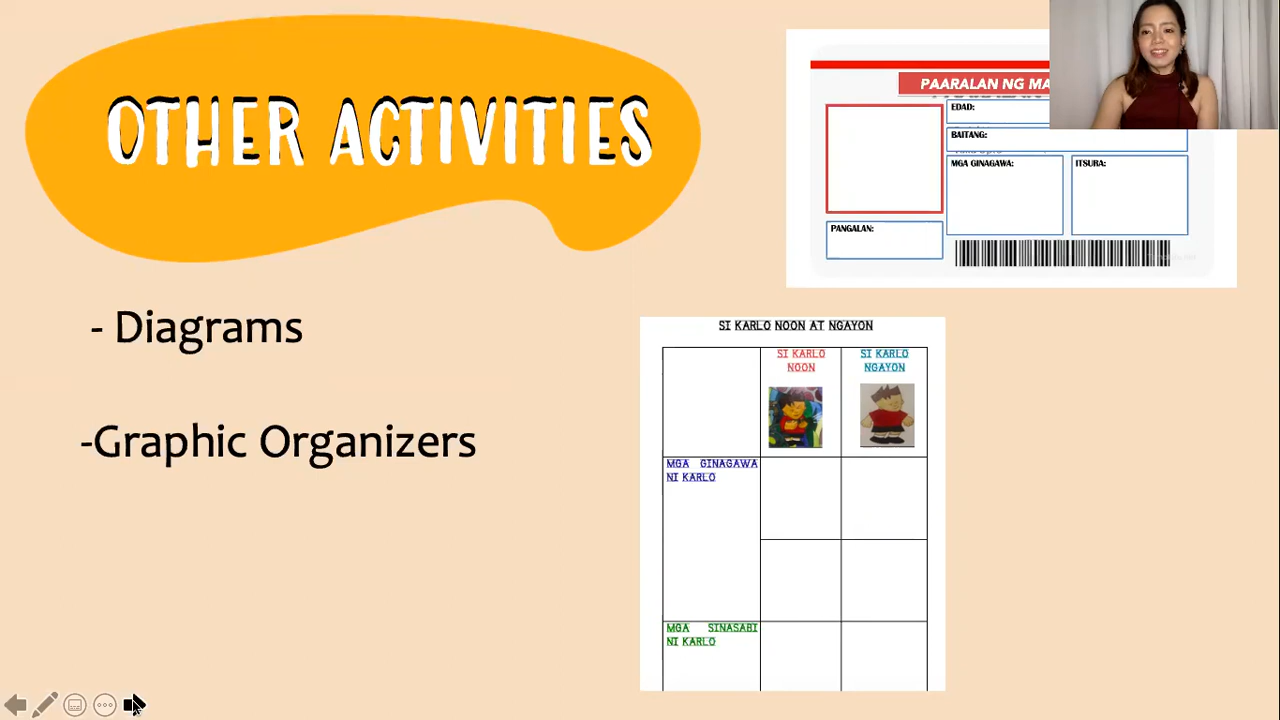 OTHER ACTIVITIES
PAARALAN NG
EDAD:
BAITANG:
MGA GINAGAWA:
ITSURA:
PANGALAN:
- Diagrams
-Graphic Organizers
SI KARLO NOON AT NGAYON
SI KARLO
NOON
SI KARLO
NGAYON
MGA GINAGAWA
NI KARLO
MGA SINASABI
NI KARLO